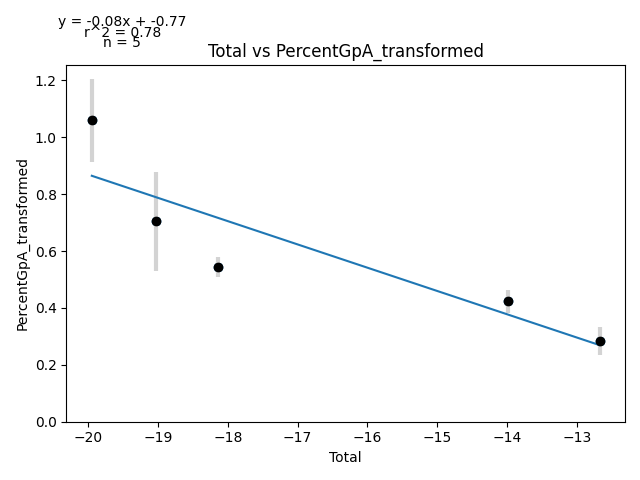 y = -0.08x + -0.77
r^2 = 0.78
n = 5
Total vs PercentGpA_transformed
PercentGpA_transformed
1.2
1.0
0.8
0.6
0.4
0.2
0.0
−20
−19
−18
−17
−16
−15
−14
−13
Total